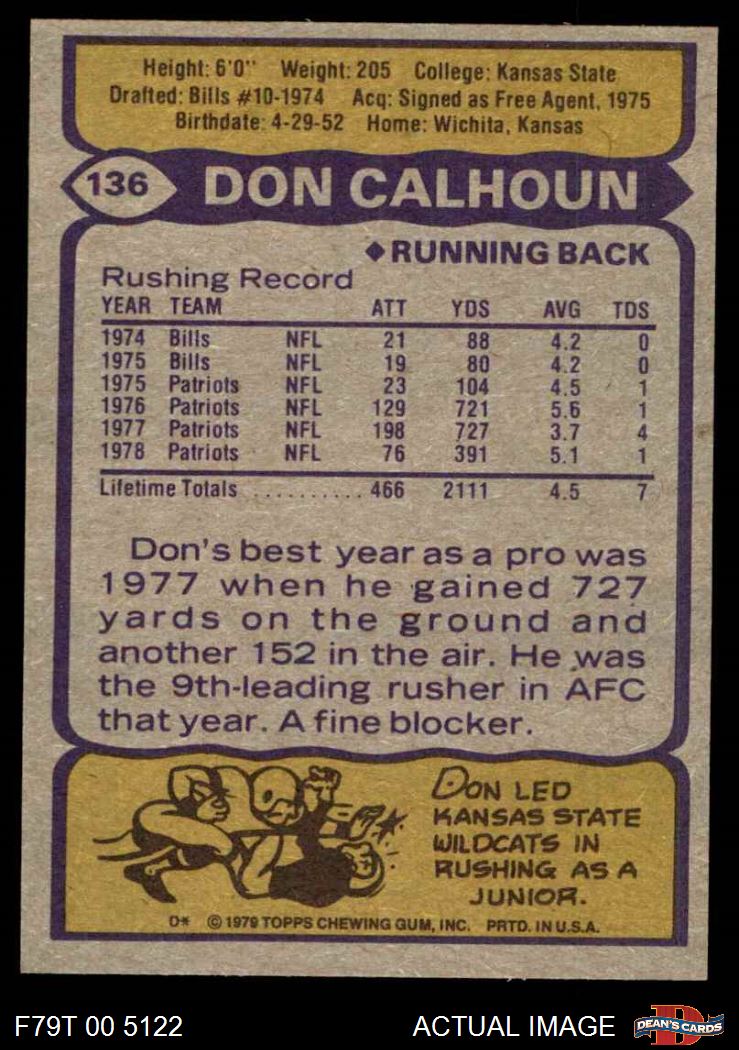 Height: 6'0" Weight: 205 College: Kansas State
Drafted: Bills #10-1974 Acq: Signed as Free Agent, 1975
Birthdate: 4-29-52 Home: Wichita, Kansas
136 DON CALHOUN
◆RUNNING BACK
Rushing Record
YEAR TEAM ATT YDS AVG TDS
1974 Bills NFL 21 88 4.2 0
1975 Bills NFL 19 80 4.2 0
1975 Patriots NFL 23 104 4.5 1
1976 Patriots NFL 129 721 5.6 1
1977 Patriots NFL 198 727 3.7 4
1978 Patriots NFL 76 391 5.1 1
Lifetime Totals .......... 466 2111 4.5 7
Don's best year as a pro was
1977 when he gained 727
yards on the ground and
another 152 in the air. He was
the 9th-leading rusher in AFC
that year. A fine blocker.
DON LED
KANSAS STATE
WILDCATS IN
RUSHING AS A
JUNIOR.
D* © 1979 TOPPS CHEWING GUM, INC. PRTD. IN U.S.A.
F79T 00 5122 ACTUAL IMAGE DEAN'S CARDS